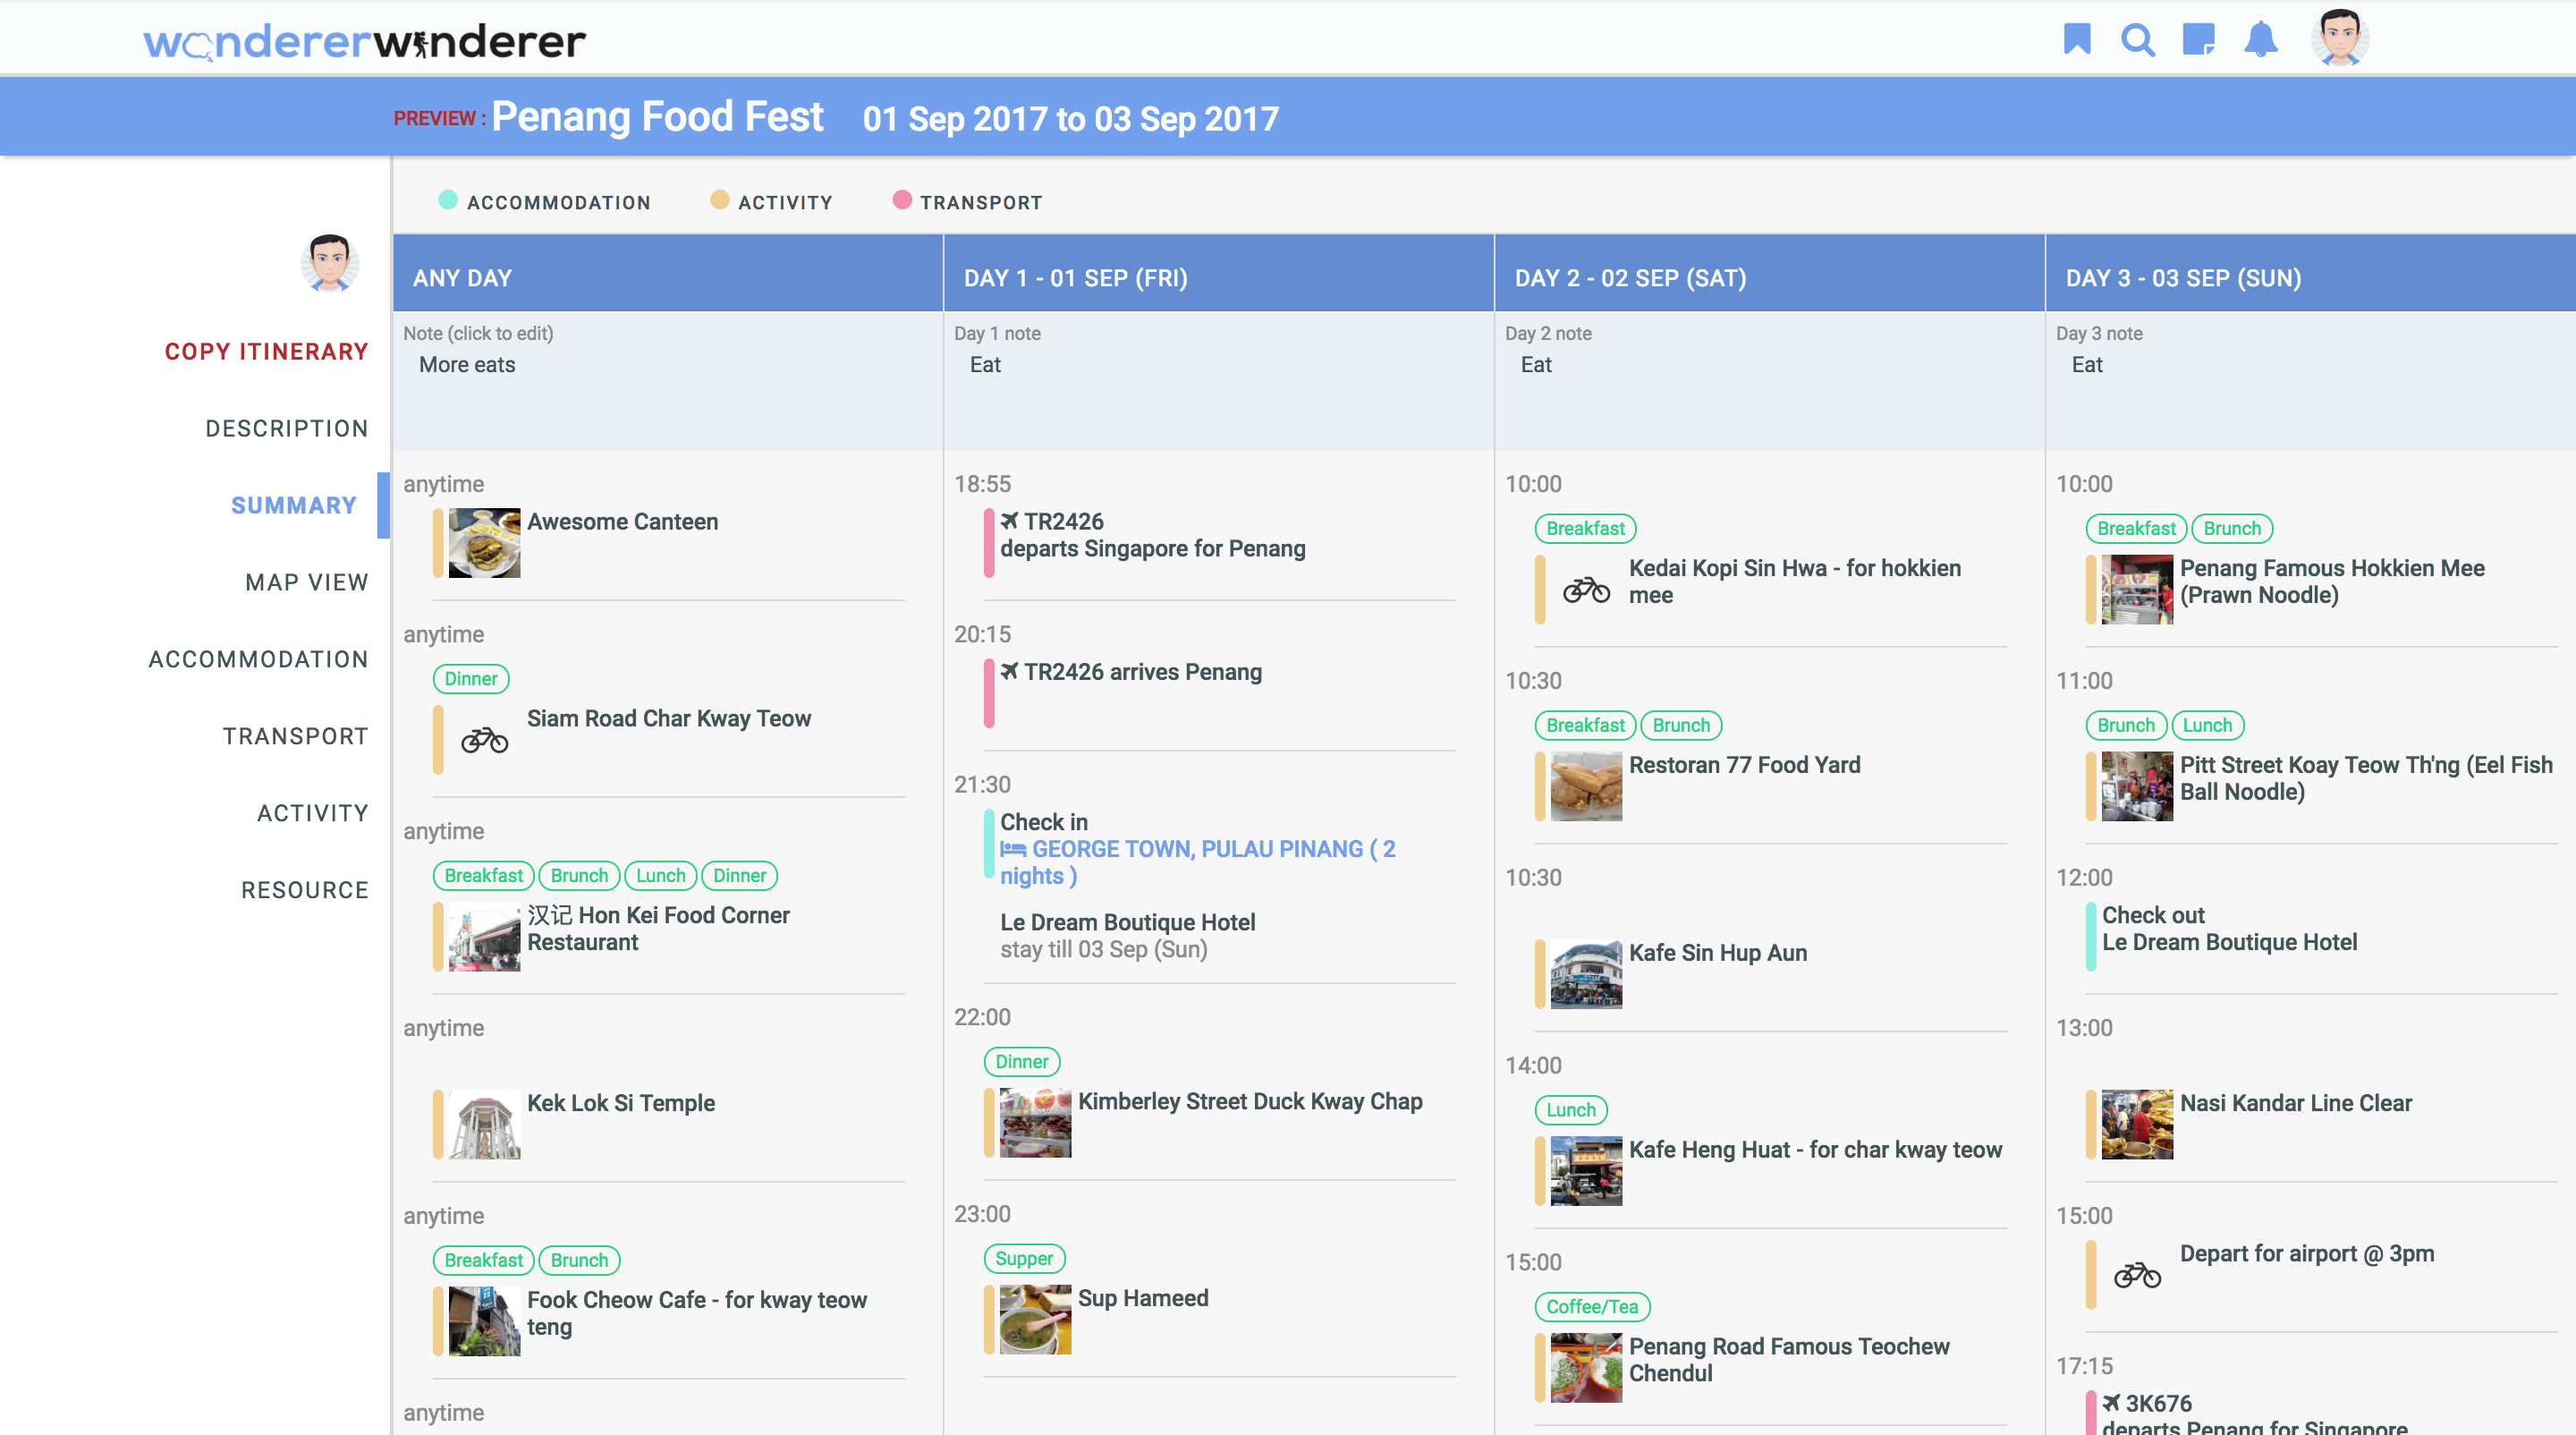 wondererwanderer
PREVIEW : Penang Food Fest 01 Sep 2017 to 03 Sep 2017
ACCOMMODATION ACTIVITY TRANSPORT
COPY ITINERARY
DESCRIPTION
SUMMARY
MAP VIEW
ACCOMMODATION
TRANSPORT
ACTIVITY
RESOURCE
ANY DAY
Note (click to edit)
More eats
anytime
Awesome Canteen
anytime
Dinner
Siam Road Char Kway Teow
anytime
Breakfast Brunch Lunch Dinner
汉记 Hon Kei Food Corner
Restaurant
anytime
Kek Lok Si Temple
anytime
Breakfast Brunch
Fook Cheow Cafe - for kway teow
teng
anytime
DAY 1 - 01 SEP (FRI)
Day 1 note
Eat
18:55
TR2426
departs Singapore for Penang
20:15
TR2426 arrives Penang
21:30
Check in
GEORGE TOWN, PULAU PINANG ( 2
nights )
Le Dream Boutique Hotel
stay till 03 Sep (Sun)
22:00
Dinner
Kimberley Street Duck Kway Chap
23:00
Supper
Sup Hameed
DAY 2 - 02 SEP (SAT)
Day 2 note
Eat
10:00
Breakfast
Kedai Kopi Sin Hwa - for hokkien
mee
10:30
Breakfast Brunch
Restoran 77 Food Yard
10:30
Kafe Sin Hup Aun
14:00
Lunch
Kafe Heng Huat - for char kway teow
15:00
Coffee/Tea
Penang Road Famous Teochew
Chendul
DAY 3 - 03 SEP (SUN)
Day 3 note
Eat
10:00
Breakfast Brunch
Penang Famous Hokkien Mee
(Prawn Noodle)
11:00
Brunch Lunch
Pitt Street Koay Teow Th'ng (Eel Fish
Ball Noodle)
12:00
Check out
Le Dream Boutique Hotel
13:00
Nasi Kandar Line Clear
15:00
Depart for airport @ 3pm
17:15
3K676
departs Penang for Singapore